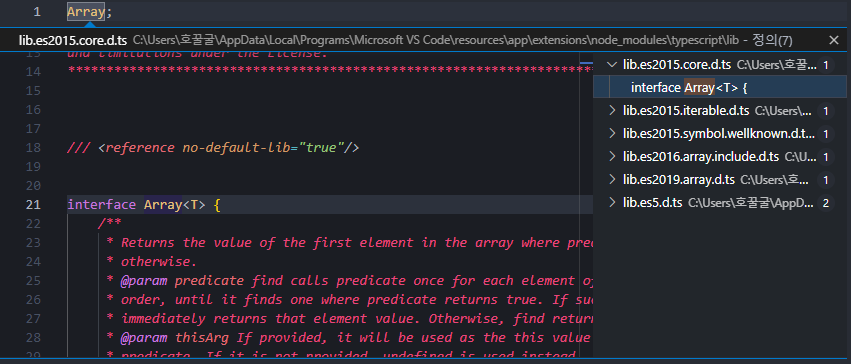 1 Array;
lib.es2015.core.d.ts C:\Users\호꿀굴\AppData\Local\Programs\Microsoft VS Code\resources\app\extensions\node_modules\typescript\lib - 정의(7)
13 and limitations under the License.
14 *****************************************************************************
15
16
17
18 /// <reference no-default-lib="true"/>
19
20
21 interface Array<T> {
22 /**
23 * Returns the value of the first element in the array where pred
24 * otherwise.
25 * @param predicate find calls predicate once for each element of
26 * order, until it finds one where predicate returns true. If suc
27 * immediately returns that element value. Otherwise, find return
28 * @param thisArg If provided, it will be used as the this value
29 * predicate. If it is not provided, undefined is used instead
lib.es2015.core.d.ts C:\Users\호꿀... 1
interface Array<T> {
lib.es2015.iterable.d.ts C:\Users\... 1
lib.es2015.symbol.wellknown.d.t... 1
lib.es2016.array.include.d.ts C:\U... 1
lib.es2019.array.d.ts C:\Users\호... 1
lib.es5.d.ts C:\Users\호꿀굴\AppD... 2